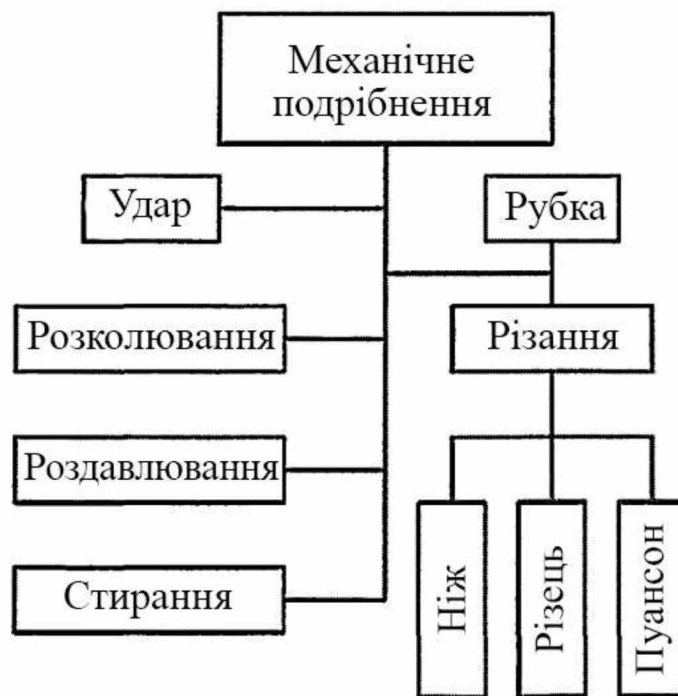 Механічне
подрібнення
Удар
Рубка
Розколювання
Різання
Роздавлювання
Стирання
Ніж
Різець
Пуансон